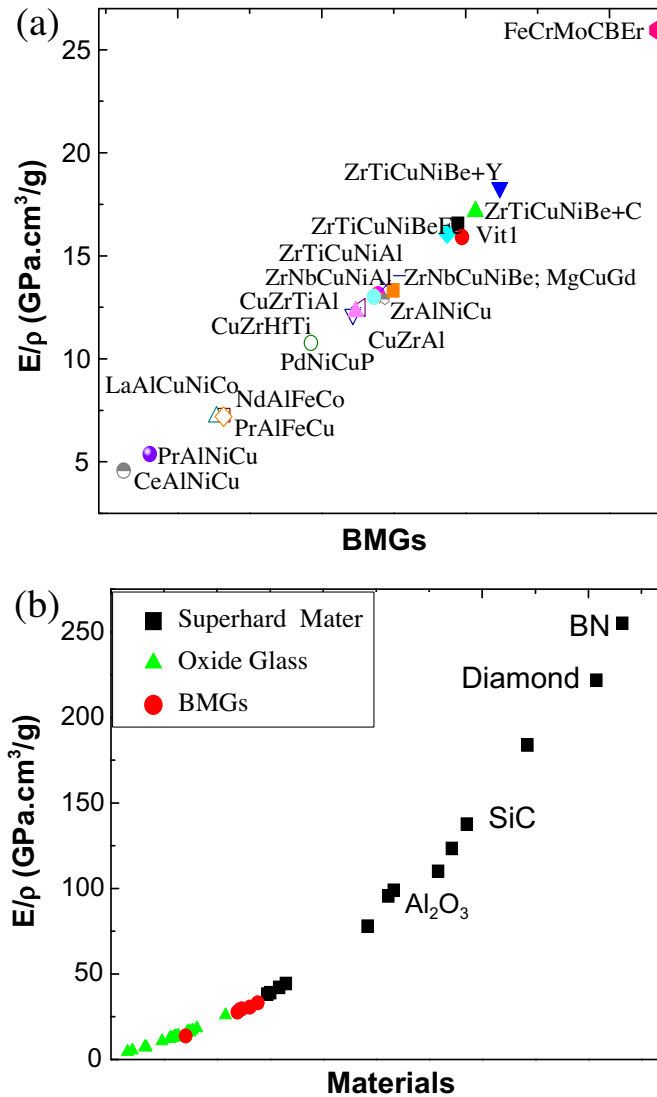 (a)
FeCrMoCBEr
25
ZrTiCuNiBe+Y
20
ZrTiCuNiBe+C
ZrTiCuNiBeFe
Vit1
15
ZrTiCuNiAl
ZrNbCuNiAl
ZrNbCuNiBe; MgCuGd
CuZrTiAl
ZrAlNiCu
CuZrHfTi
CuZrAl
10
PdNiCuP
LaAlCuNiCo
NdAlFeCo
PrAlFeCu
5
PrAlNiCu
CeAlNiCu
E/ρ (GPa.cm³/g)
BMGs
(b)
Superhard Mater
Oxide Glass
BMGs
250
BN
Diamond
200
150
SiC
100
Al₂O₃
50
0
E/ρ (GPa.cm³/g)
Materials